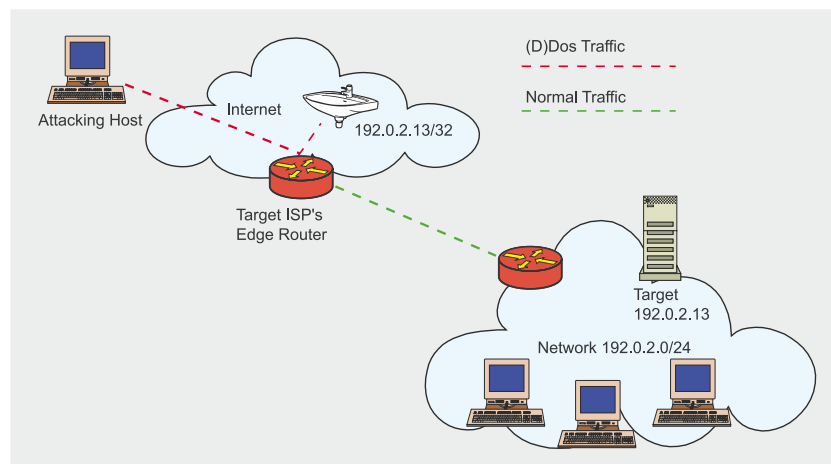 (D)Dos Traffic
Normal Traffic
Internet
Attacking Host
192.0.2.13/32
Target ISP's
Edge Router
Target
192.0.2.13
Network 192.0.2.0/24